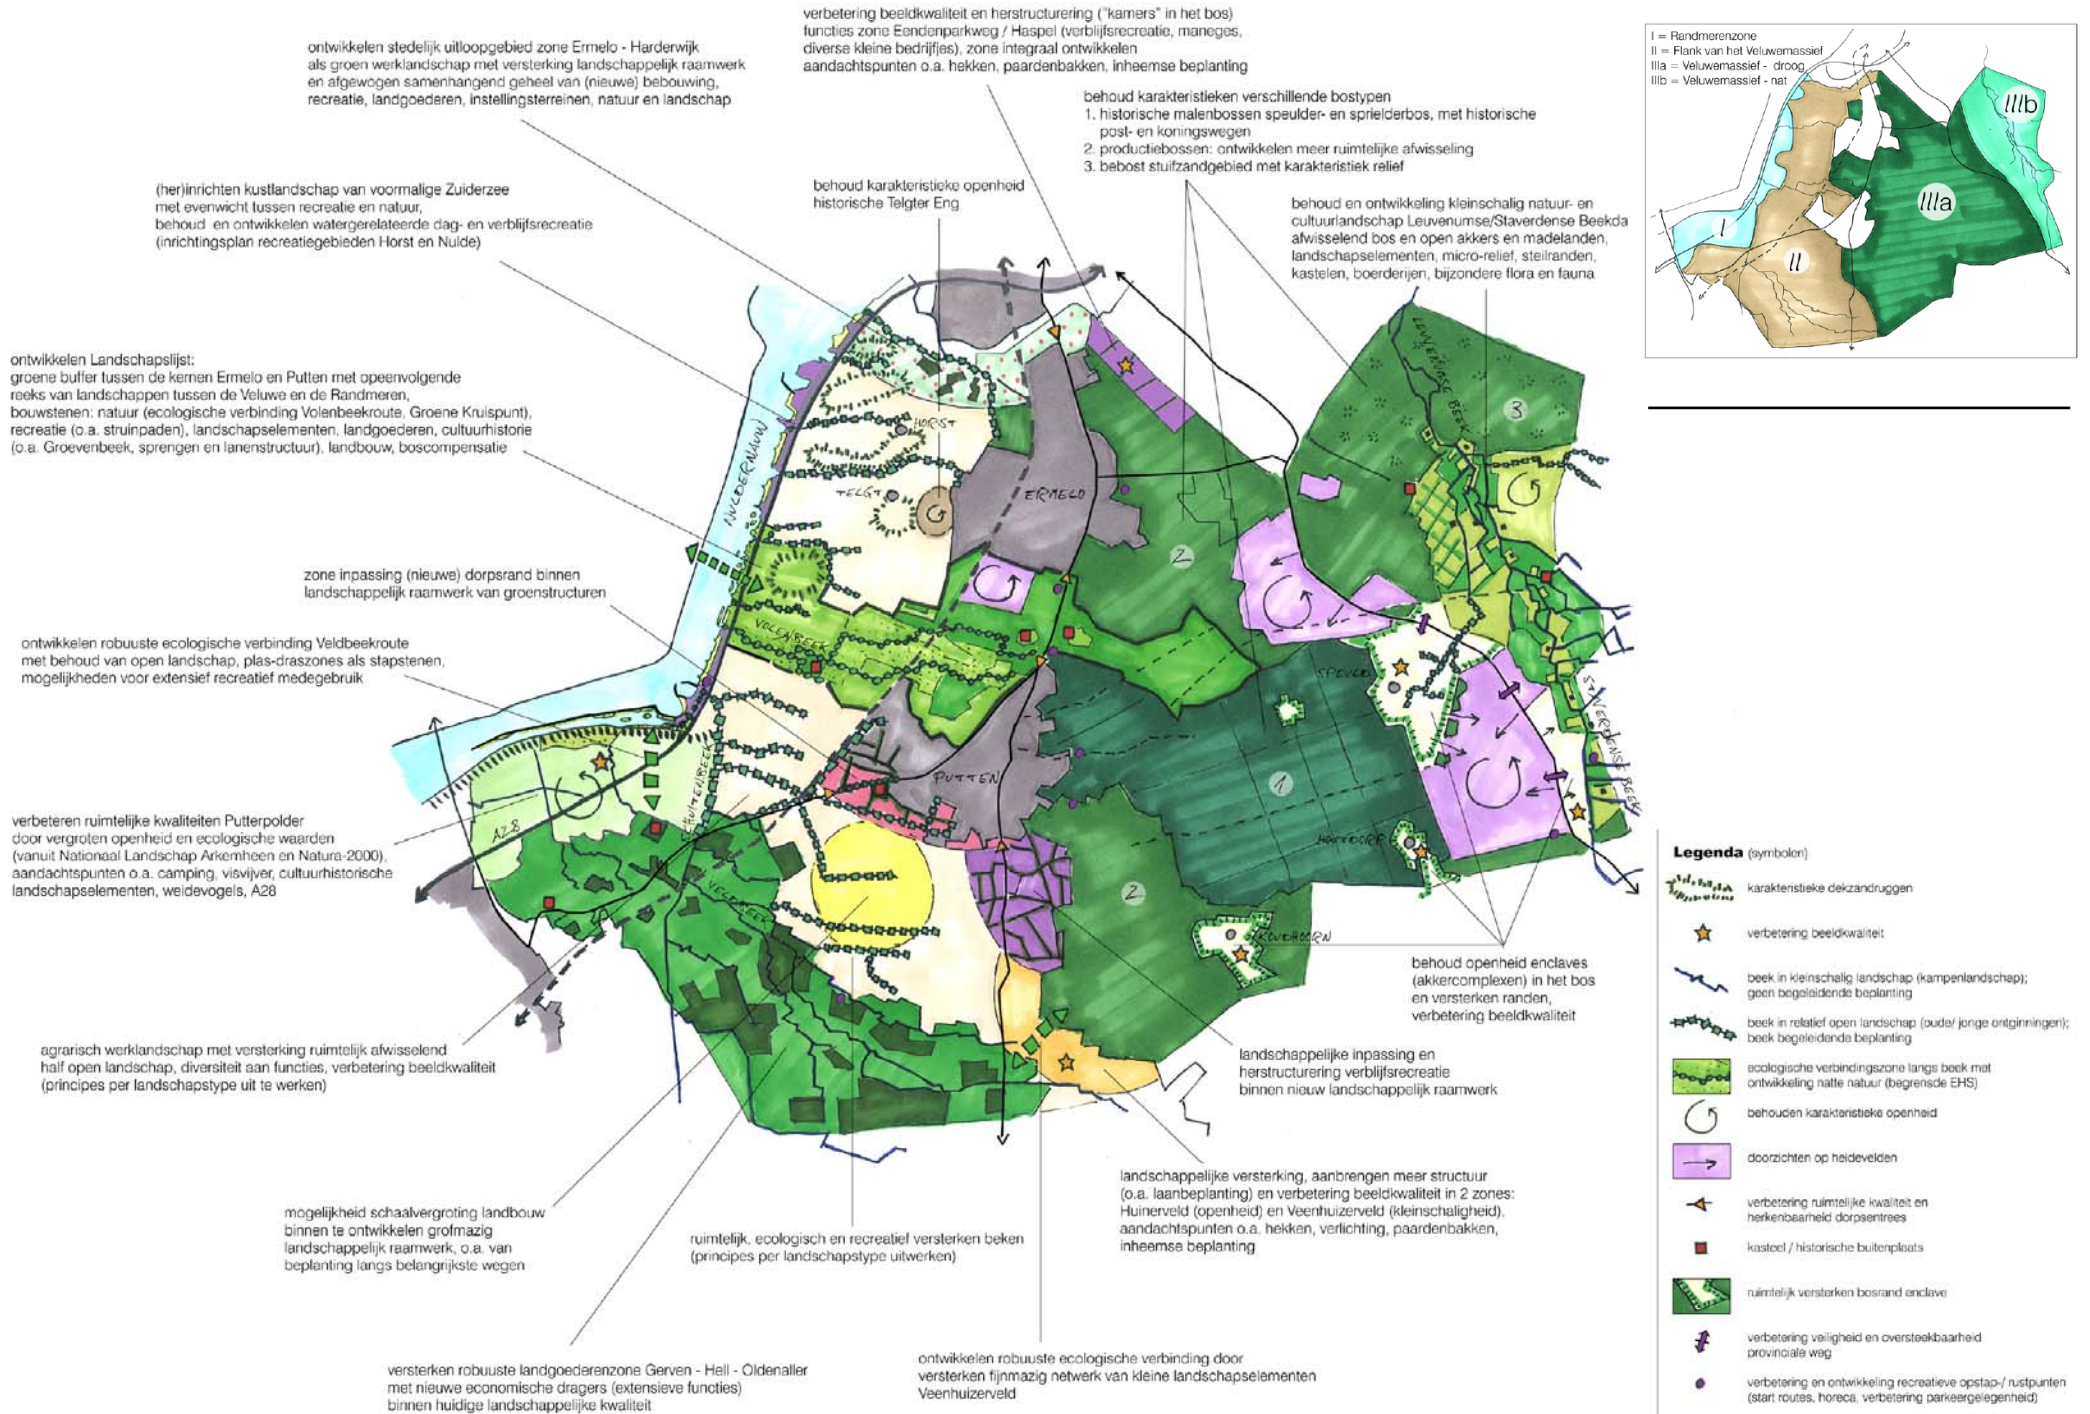 verbetering beeldkwaliteit en herstructurering ("kamers" in het bos)
functies zone Eendenparkweg / Haspel (verblijfsrecreatie, maneges,
diverse kleine bedrijfjes), zone integraal ontwikkelen
aandachtspunten o.a. hekken, paardenbakken, inheemse beplanting
ontwikkelen stedelijk uitloopgebied zone Ermelo - Harderwijk
als groen werklandschap met versterking landschappelijk raamwerk
en afgewogen samenhangend geheel van (nieuwe) bebouwing,
recreatie, landgoederen, instellingsterreinen, natuur en landschap
behoud karakteristieken verschillende bostypen
1. historische malenbossen speulder- en sprielderbos, met historische
post- en koningswegen
2. productiebossen: ontwikkelen meer ruimtelijke afwisseling
3. bebost stuifzandgebied met karakteristiek relief
(her)inrichten kustlandschap van voormalige Zuiderzee
met evenwicht tussen recreatie en natuur,
behoud en ontwikkelen watergerelateerde dag- en verblijfsrecreatie
(inrichtingsplan recreatiegebieden Horst en Nulde)
behoud karakteristieke openheid
historische Telgter Eng
behoud en ontwikkeling kleinschalig natuur- en
cultuurlandschap Leuvenumse/Staverdense Beekda
afwisselend bos en open akkers en madelanden,
landschapselementen, micro-relief, steilranden,
kastelen, boerderijen, bijzondere flora en fauna
I = Randmerenzone
II = Flank van het Veluwemassief
IIIa = Veluwemassief - droog
IIIb = Veluwemassief - nat
IIIb
IIIa
I
II
ontwikkelen Landschapslijst:
groene buffer tussen de kernen Ermelo en Putten met opeenvolgende
reeks van landschappen tussen de Veluwe en de Randmeren,
bouwstenen: natuur (ecologische verbinding Volenbeekroute, Groene Kruispunt),
recreatie (o.a. struinpaden), landschapselementen, landgoederen, cultuurhistorie
(o.a. Groevenbeek, sprengen en lanenstructuur), landbouw, boscompensatie
zone inpassing (nieuwe) dorpsrand binnen
landschappelijk raamwerk van groenstructuren
ontwikkelen robuuste ecologische verbinding Veldbeekroute
met behoud van open landschap, plas-draszones als stapstenen,
mogelijkheden voor extensief recreatief medegebruik
verbeteren ruimtelijke kwaliteiten Putterpolder
door vergroten openheid en ecologische waarden
(vanuit Nationaal Landschap Arkemheen en Natura-2000),
aandachtspunten o.a. camping, visvijver, cultuurhistorische
landschapselementen, weidevogels, A28
agrarisch werklandschap met versterking ruimtelijk afwisselend
half open landschap, diversiteit aan functies, verbetering beeldkwaliteit
(principes per landschapstype uit te werken)
mogelijkheid schaalvergroting landbouw
binnen te ontwikkelen grofmazig
landschappelijk raamwerk, o.a. van
beplanting langs belangrijkste wegen
ruimtelijk, ecologisch en recreatief versterken beken
(principes per landschapstype uitwerken)
versterken robuuste landgoederenzone Gerven - Hell - Oldenaller
met nieuwe economische dragers (extensieve functies)
binnen huidige landschappelijke kwaliteit
ontwikkelen robuuste ecologische verbinding door
versterken fijnmazig netwerk van kleine landschapselementen
Veenhuizerveld
landschappelijke versterking, aanbrengen meer structuur
(o.a. laanbeplanting) en verbetering beeldkwaliteit in 2 zones:
Huinerveld (openheid) en Veenhuizerveld (kleinschaligheid),
aandachtspunten o.a. hekken, verlichting, paardenbakken,
inheemse beplanting
landschappelijke inpassing en
herstructurering verblijfsrecreatie
binnen nieuw landschappelijk raamwerk
behoud openheid enclaves
(akkercomplexen) in het bos
en versterken randen,
verbetering beeldkwaliteit
NULDERNAUW
HORST
TELGT
ERMELO
LEUVENUMSE BEEK
3
2
VOLENBEEK
SPEULD
STAVERDENSE BEEK
1
PUTTEN
SCHUITENBEEK
A28
VELDBEEK
2
KOUDHOORN
Legenda (symbolen)
karakteristieke dekzandruggen
verbetering beeldkwaliteit
beek in kleinschalig landschap (kampenlandschap);
geen begeleidende beplanting
beek in relatief open landschap (oude/ jonge ontginningen);
beek begeleidende beplanting
ecologische verbindingszone langs beek met
ontwikkeling natte natuur (begrensde EHS)
behouden karakteristieke openheid
doorzichten op heidevelden
verbetering ruimtelijke kwaliteit en
herkenbaarheid dorpsentrees
kasteel / historische buitenplaats
ruimtelijk versterken bosrand enclave
verbetering veiligheid en oversteekbaarheid
provinciale weg
verbetering en ontwikkeling recreatieve opstap-/ rustpunten
(start routes, horeca, verbetering parkeergelegenheid)